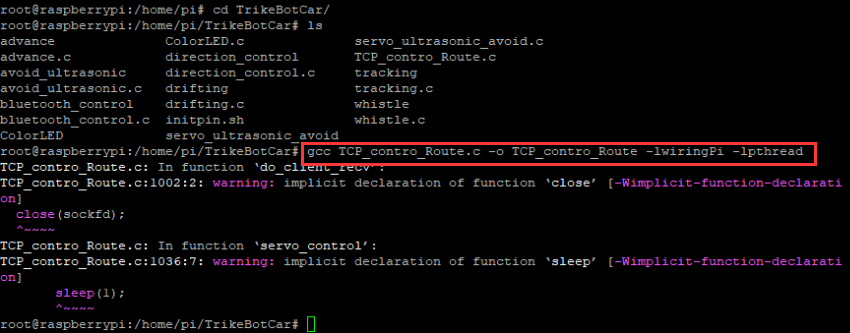 root@raspberrypi:/home/pi# cd TrikeBotCar/
root@raspberrypi:/home/pi/TrikeBotCar# ls
advance ColorLED.c servo_ultrasonic_avoid.c
advance.c direction_control TCP_contro_Route.c
avoid_ultrasonic direction_control.c tracking
avoid_ultrasonic.c drifting tracking.c
bluetooth_control drifting.c whistle
bluetooth_control.c initpin.sh whistle.c
ColorLED servo_ultrasonic_avoid
root@raspberrypi:/home/pi/TrikeBotCar# gcc TCP_contro_Route.c -o TCP_contro_Route -lwiringPi -lpthread
TCP_contro_Route.c: In function ‘do_client_recv’:
TCP_contro_Route.c:1002:2: warning: implicit declaration of function ‘close’ [-Wimplicit-function-declarati
on]
close(sockfd);
^~~~~
TCP_contro_Route.c: In function ‘servo_control’:
TCP_contro_Route.c:1036:7: warning: implicit declaration of function ‘sleep’ [-Wimplicit-function-declarati
on]
sleep(1);
^~~~~
root@raspberrypi:/home/pi/TrikeBotCar#